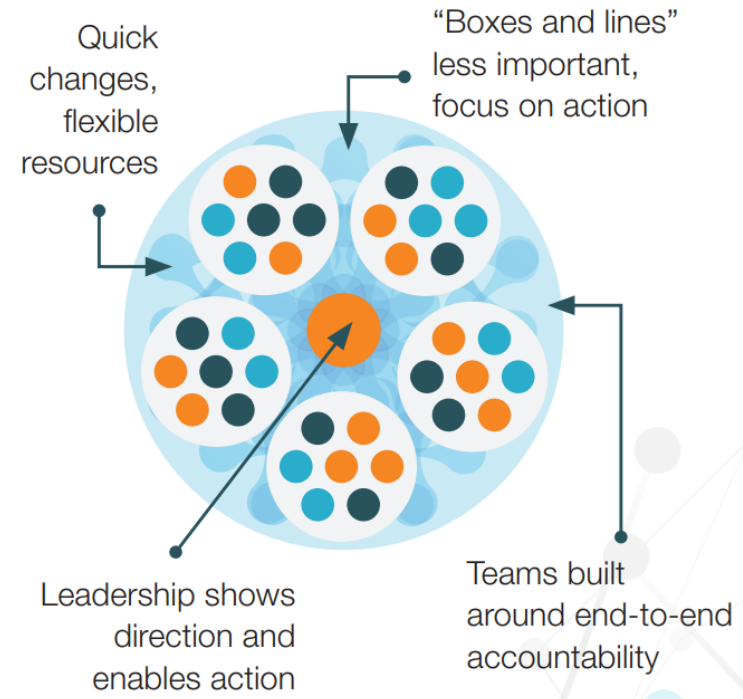 Quick
changes,
flexible
resources
“Boxes and lines”
less important,
focus on action
Leadership shows
direction and
enables action
Teams built
around end-to-end
accountability